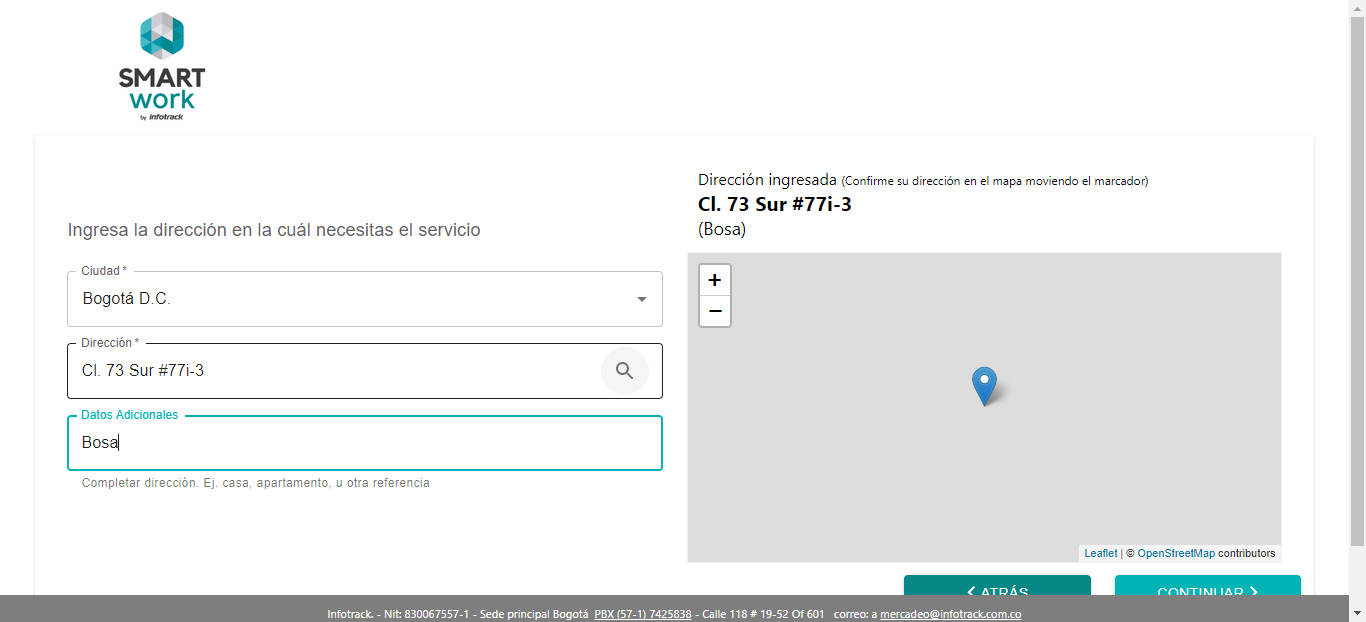 SMART
work
by infotrack
Ingresa la dirección en la cuál necesitas el servicio
Ciudad *
Bogotá D.C.
Dirección *
Cl. 73 Sur #77i-3
Datos Adicionales
Bosa
Completar dirección. Ej. casa, apartamento, u otra referencia
Dirección ingresada (Confirme su dirección en el mapa moviendo el marcador)
Cl. 73 Sur #77i-3
(Bosa)
+
−
Leaflet | © OpenStreetMap contributors
ATRÁS
CONTINUAR
Infotrack. - Nit: 830067557-1 - Sede principal Bogotá PBX (57-1) 7425838 - Calle 118 # 19-52 Of 601 correo: a mercadeo@infotrack.com.co